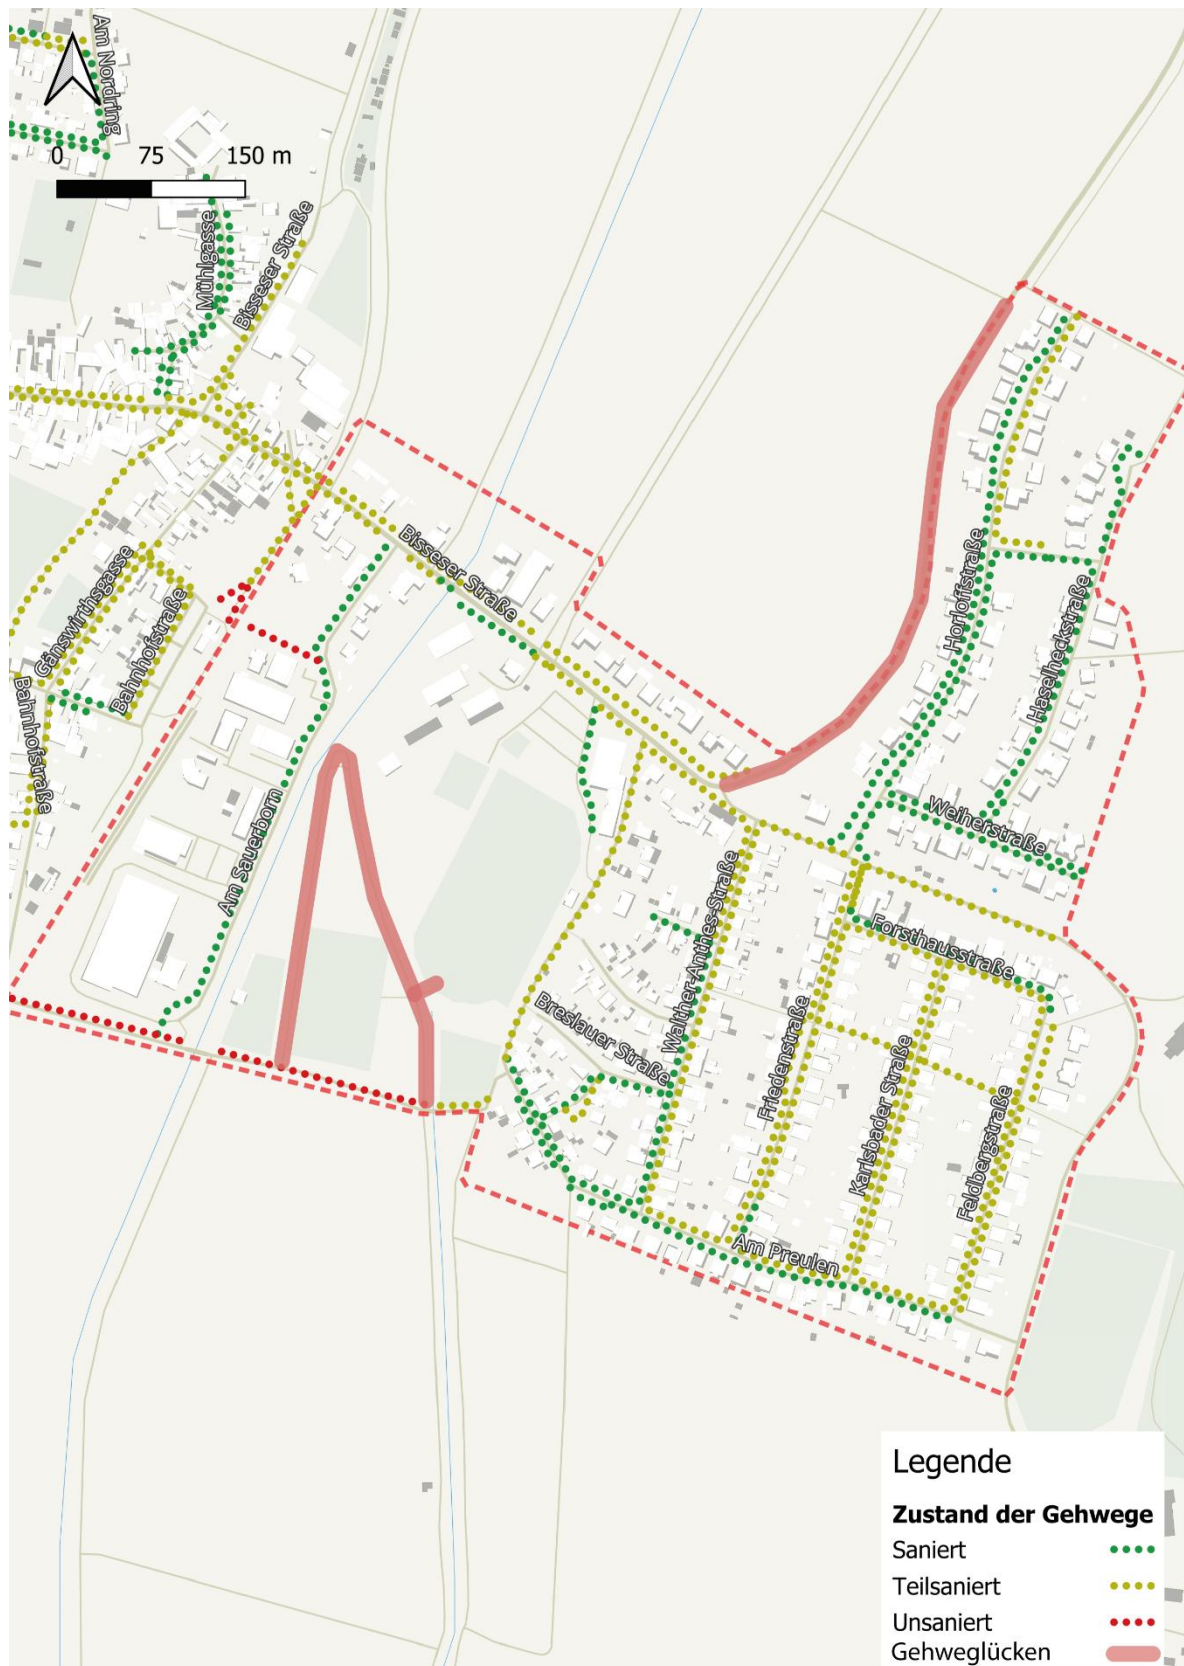 Am Nordring
0 75 150 m
Mühlgasse
Bisseser Straße
Bisseser Straße
Gänswirthsgasse
Bahnhofstraße
Bahnhofstraße
Horloffstraße
Haselheckstraße
Am Sauerborn
Weiherstraße
Walther-Anthes-Straße
Forsthausstraße
Breslauer Straße
Friedenstraße
Karlsbader Straße
Feldbergstraße
Am Preulen
Legende
Zustand der Gehwege
Saniert
Teilsaniert
Unsaniert
Gehweglücken